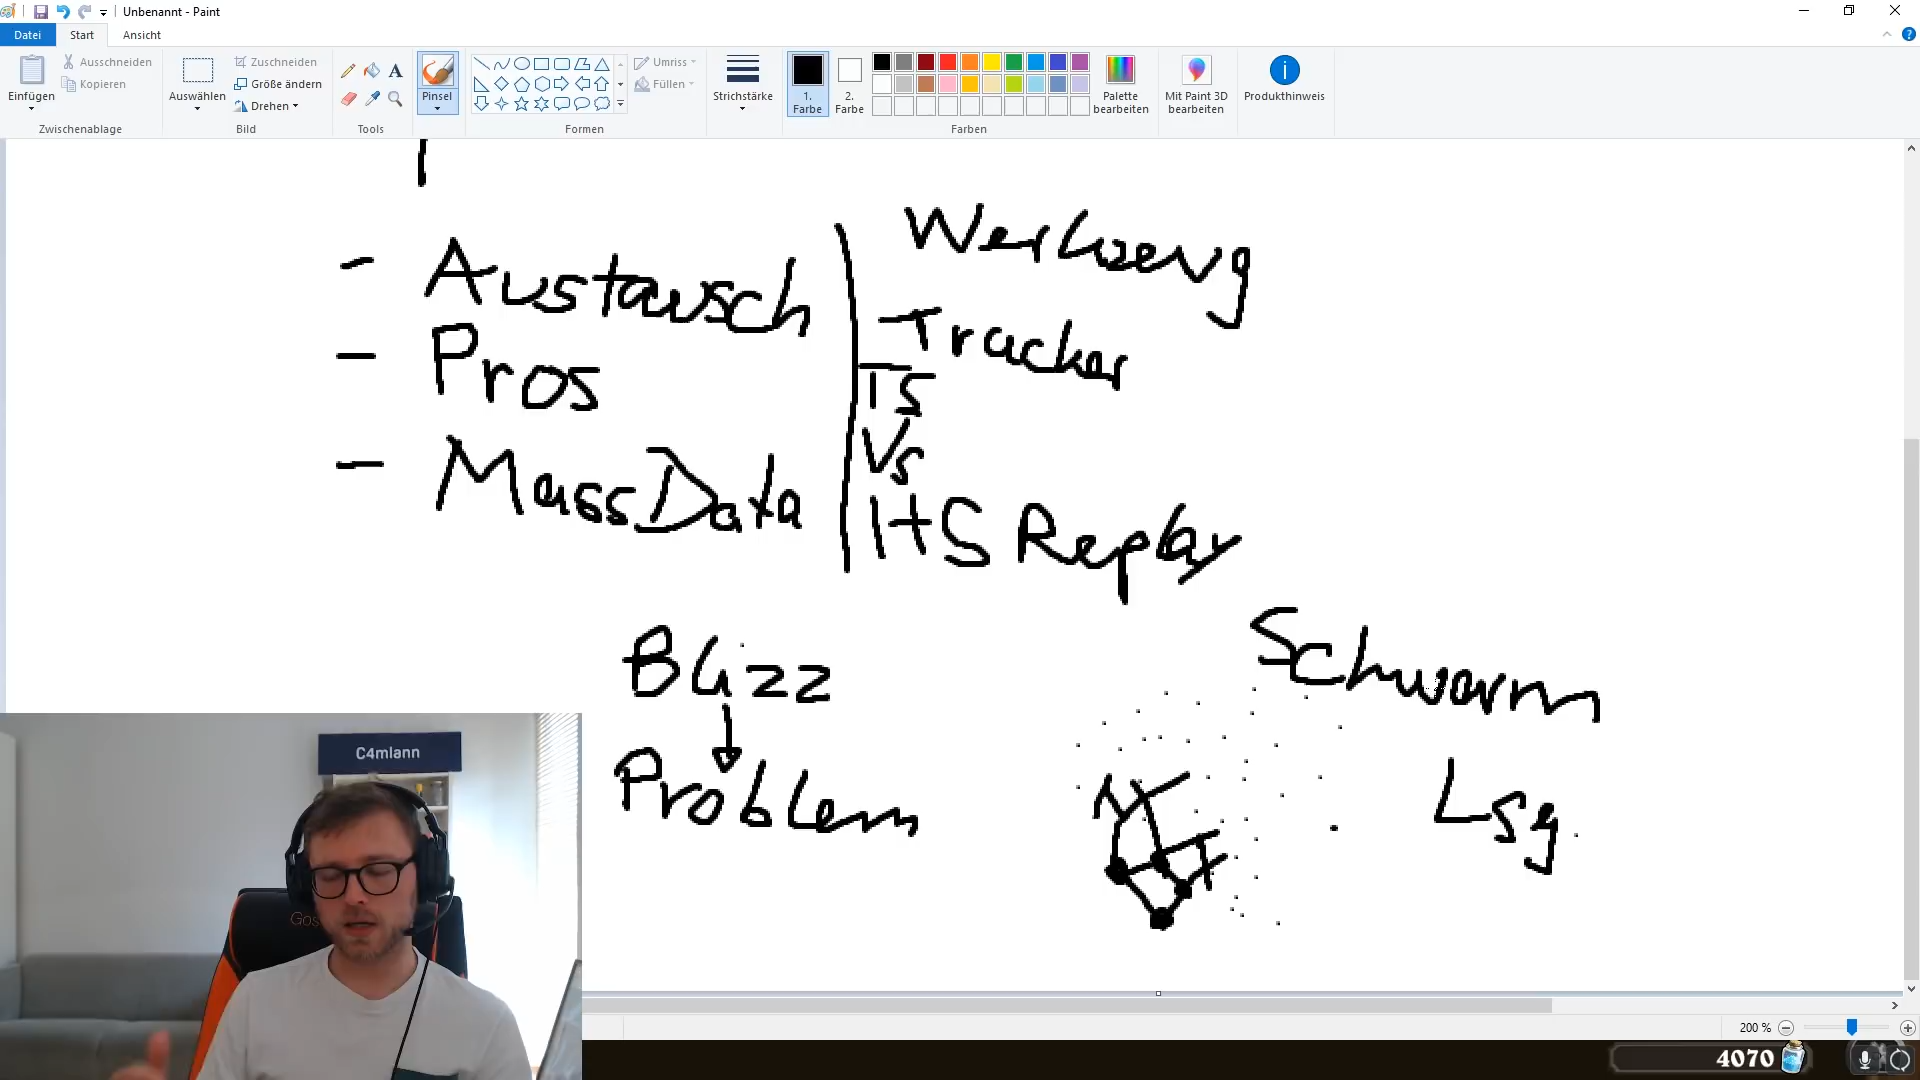 Unbenannt - Paint
Datei Start Ansicht
Einfügen
Ausschneiden
Kopieren
Zwischenablage
Auswählen
Zuschneiden
Größe ändern
Drehen
Bild
Tools
Pinsel
Formen
Umriss
Füllen
Strichstärke
1. Farbe
2. Farbe
Farben
Palette bearbeiten
Mit Paint 3D bearbeiten
Produkthinweis
- Austausch
- Pros
- MassData
Werkzeug
Tracker
TS
Vs
HS Replay
Blizz
Problem
Schwarm
Lsg.
C4mlann
200 %
4070